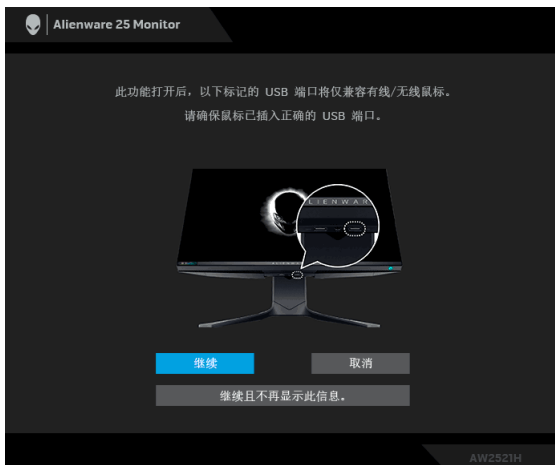 Alienware 25 Monitor
此功能打开后，以下标记的 USB 端口将仅兼容有线/无线鼠标。
请确保鼠标已插入正确的 USB 端口。
LIENWAR
继续
取消
继续且不再显示此信息。
AW2521H